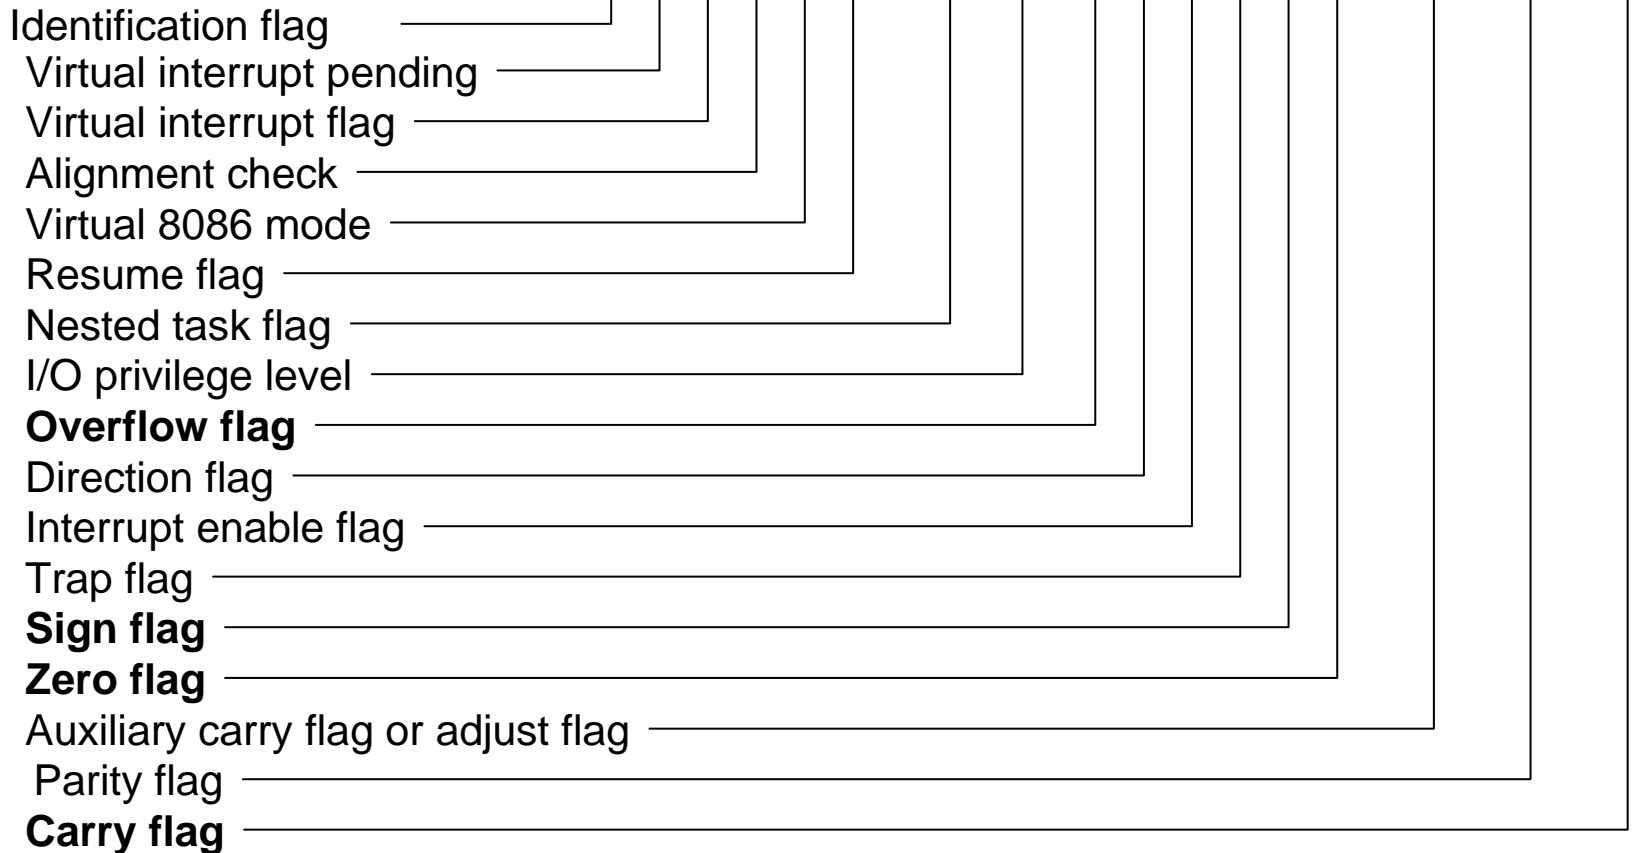 Identification flag
Virtual interrupt pending
Virtual interrupt flag
Alignment check
Virtual 8086 mode
Resume flag
Nested task flag
I/O privilege level
Overflow flag
Direction flag
Interrupt enable flag
Trap flag
Sign flag
Zero flag
Auxiliary carry flag or adjust flag
Parity flag
Carry flag